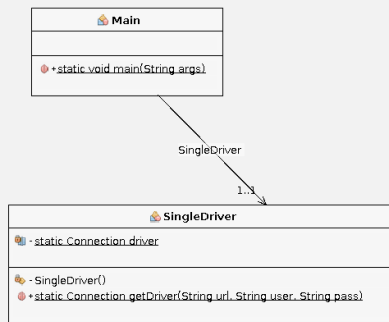 Main
+static void main(String args)
SingleDriver
1..1
SingleDriver
- static Connection driver
- SingleDriver()
+static Connection getDriver(String url, String user, String pass)